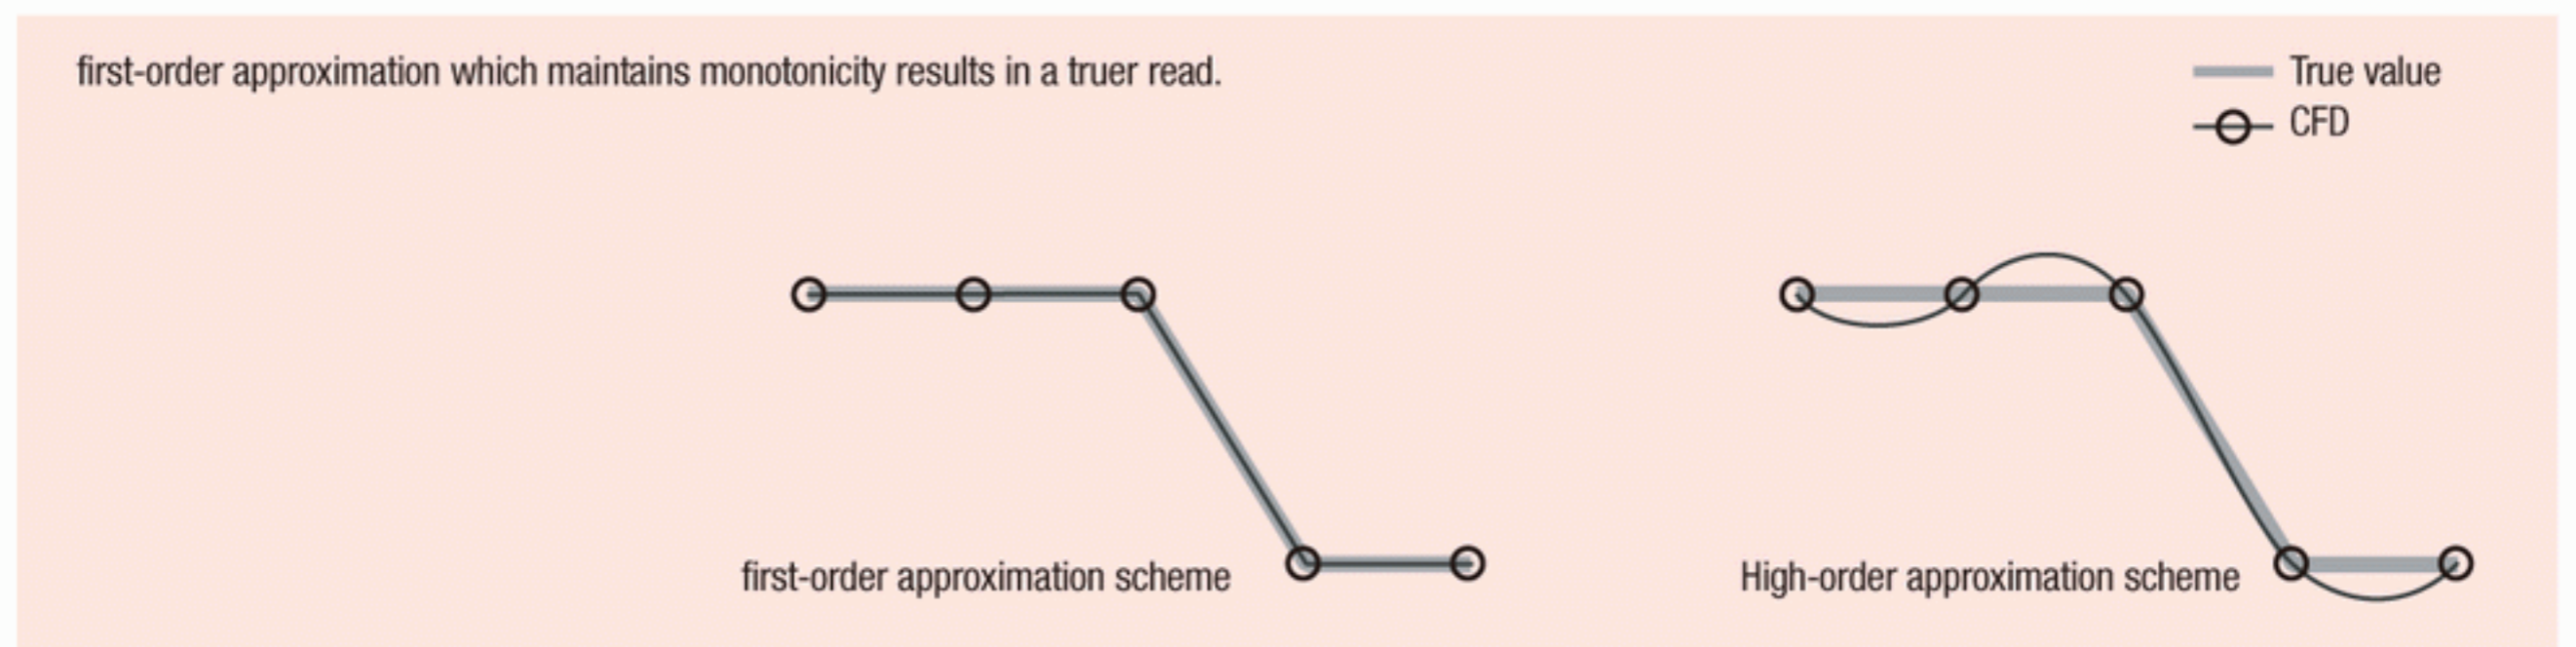 first-order approximation which maintains monotonicity results in a truer read.
True value
CFD
first-order approximation scheme
High-order approximation scheme